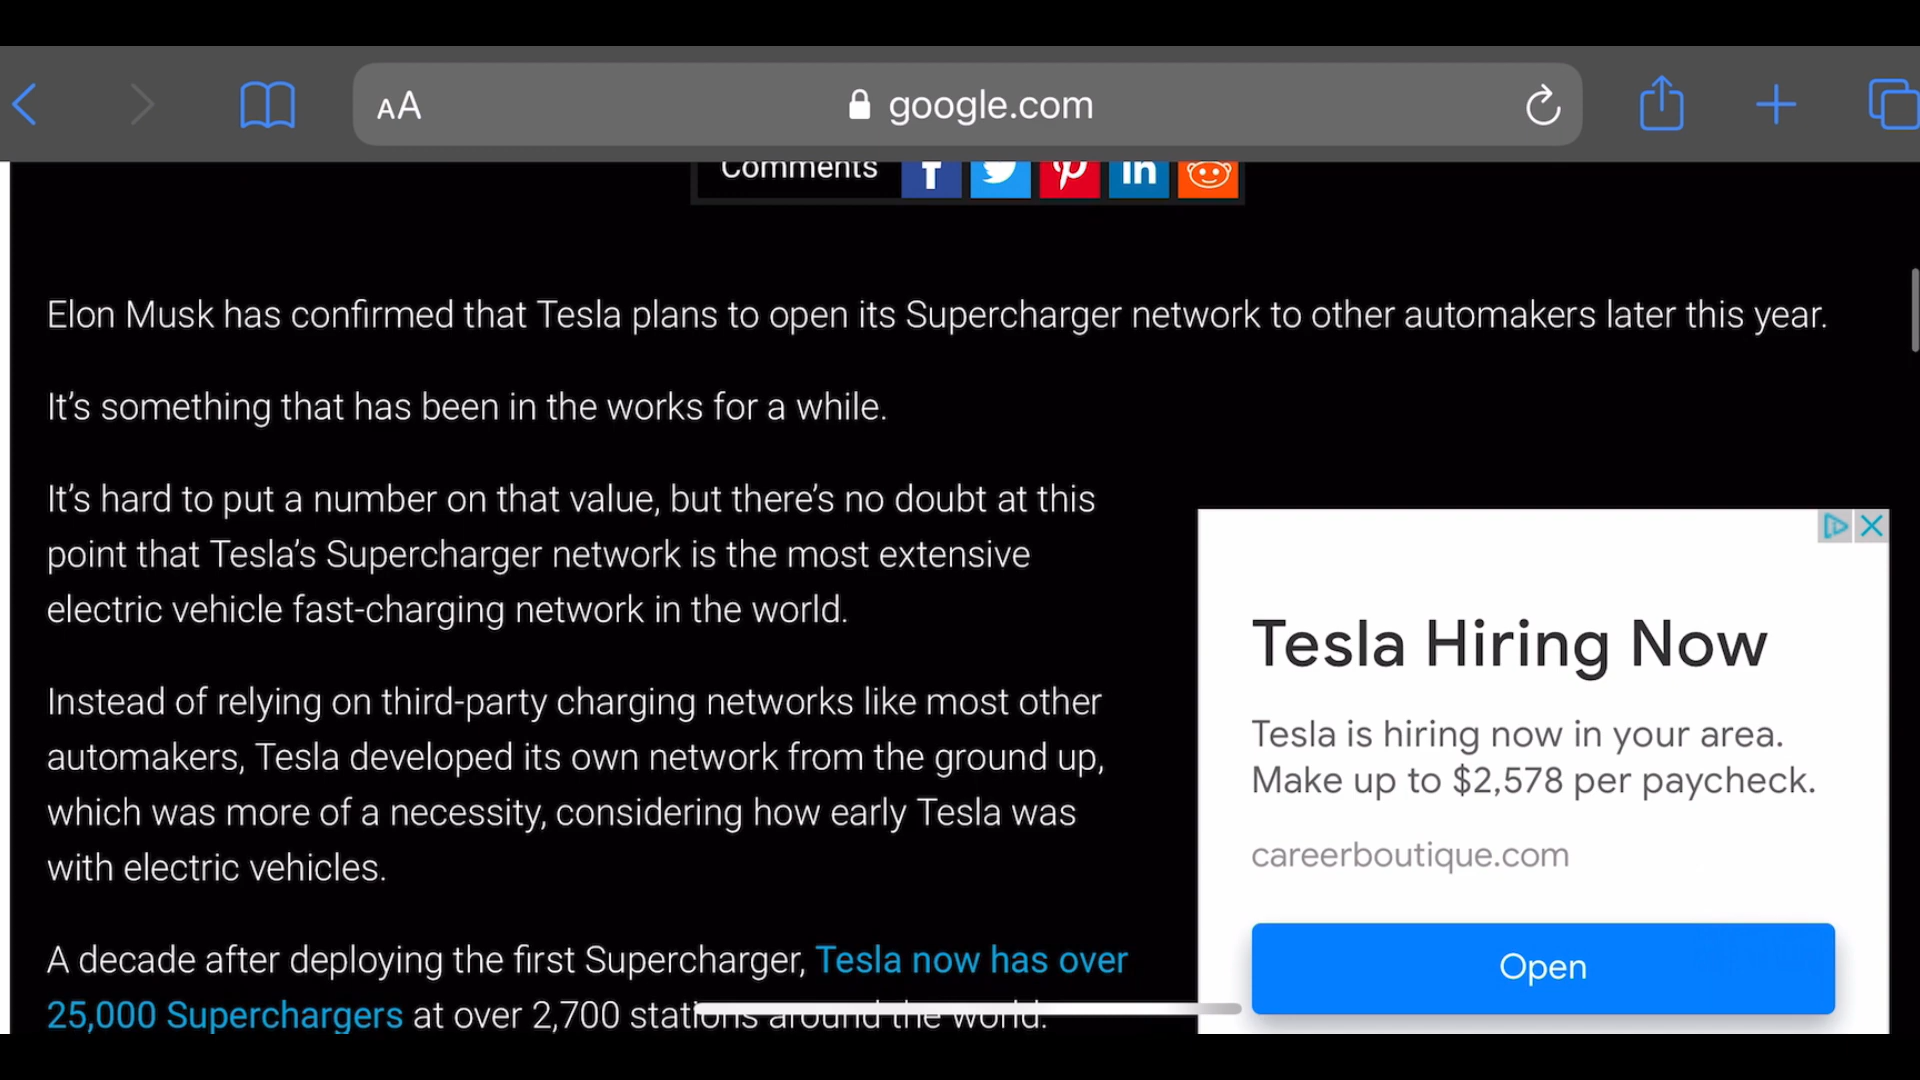 AA
google.com
Comments
Elon Musk has confirmed that Tesla plans to open its Supercharger network to other automakers later this year.
It’s something that has been in the works for a while.
It’s hard to put a number on that value, but there’s no doubt at this
point that Tesla’s Supercharger network is the most extensive
electric vehicle fast-charging network in the world.
Instead of relying on third-party charging networks like most other
automakers, Tesla developed its own network from the ground up,
which was more of a necessity, considering how early Tesla was
with electric vehicles.
A decade after deploying the first Supercharger, Tesla now has over
25,000 Superchargers at over 2,700 stations around the world.
Tesla Hiring Now
Tesla is hiring now in your area.
Make up to $2,578 per paycheck.
careerboutique.com
Open